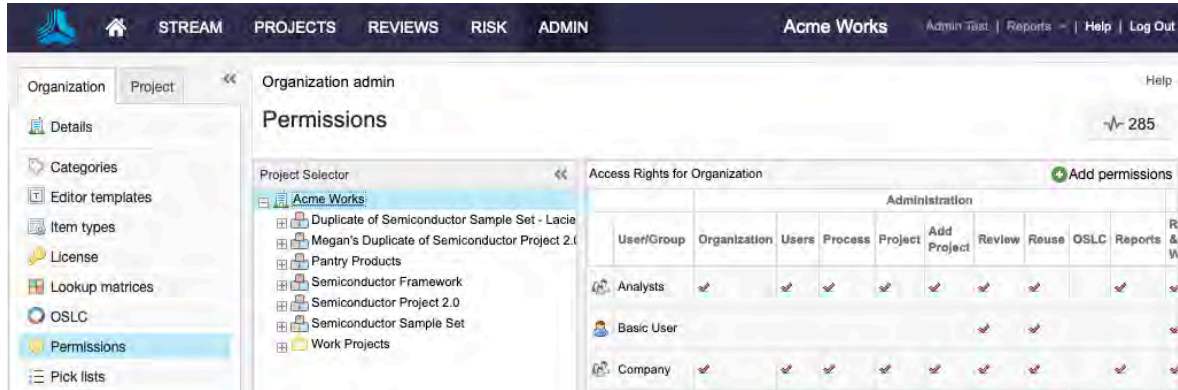 STREAM PROJECTS REVIEWS RISK ADMIN Acme Works Admin Test | Reports | Help | Log Out
Organization Project
Details
Categories
Editor templates
Item types
License
Lookup matrices
OSLC
Permissions
Pick lists
Organization admin Help
Permissions
285
Project Selector
Acme Works
Duplicate of Semiconductor Sample Set - Lacie
Megan's Duplicate of Semiconductor Project 2.
Pantry Products
Semiconductor Framework
Semiconductor Project 2.0
Semiconductor Sample Set
Work Projects
Access Rights for Organization Add permissions
Administration
User/Group Organization Users Process Project Add Project Review Reuse OSLC Reports R & W
Analysts
Basic User
Company